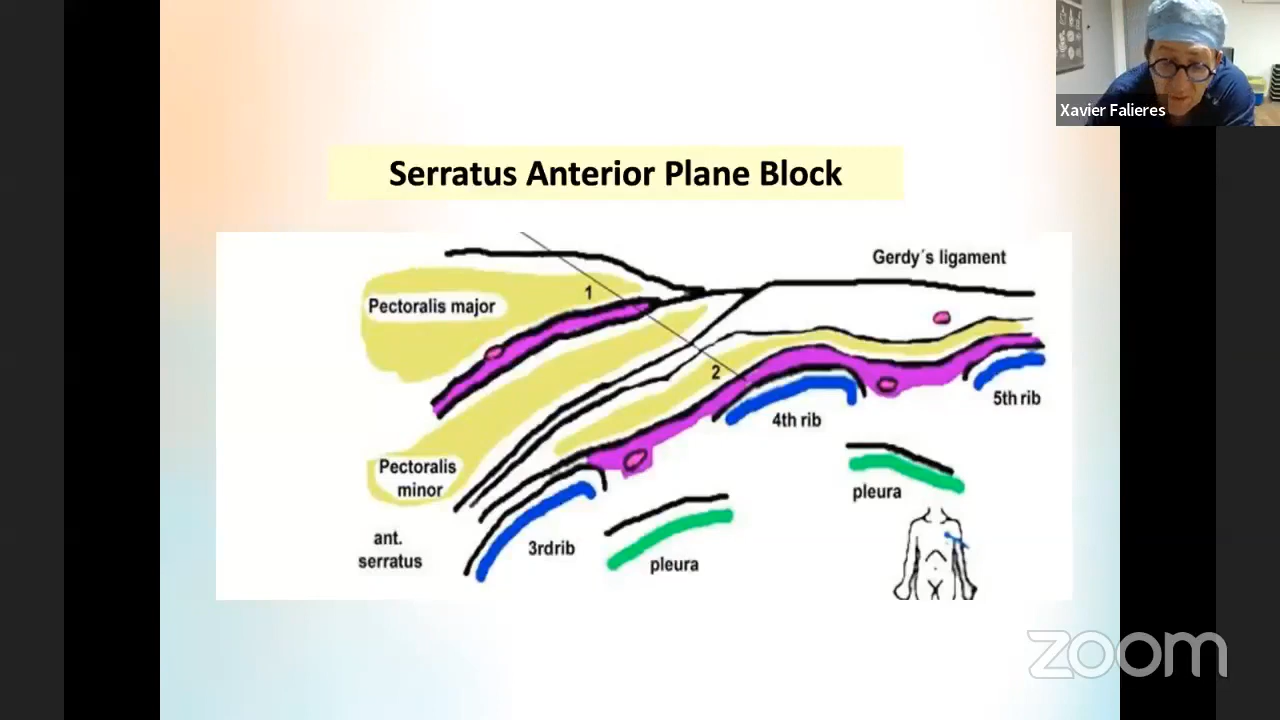 Xavier Falieres
Serratus Anterior Plane Block
Gerdy´s ligament
1
Pectoralis major
2
5th rib
4th rib
Pectoralis
minor
pleura
ant.
serratus
3rdrib
pleura
zoom